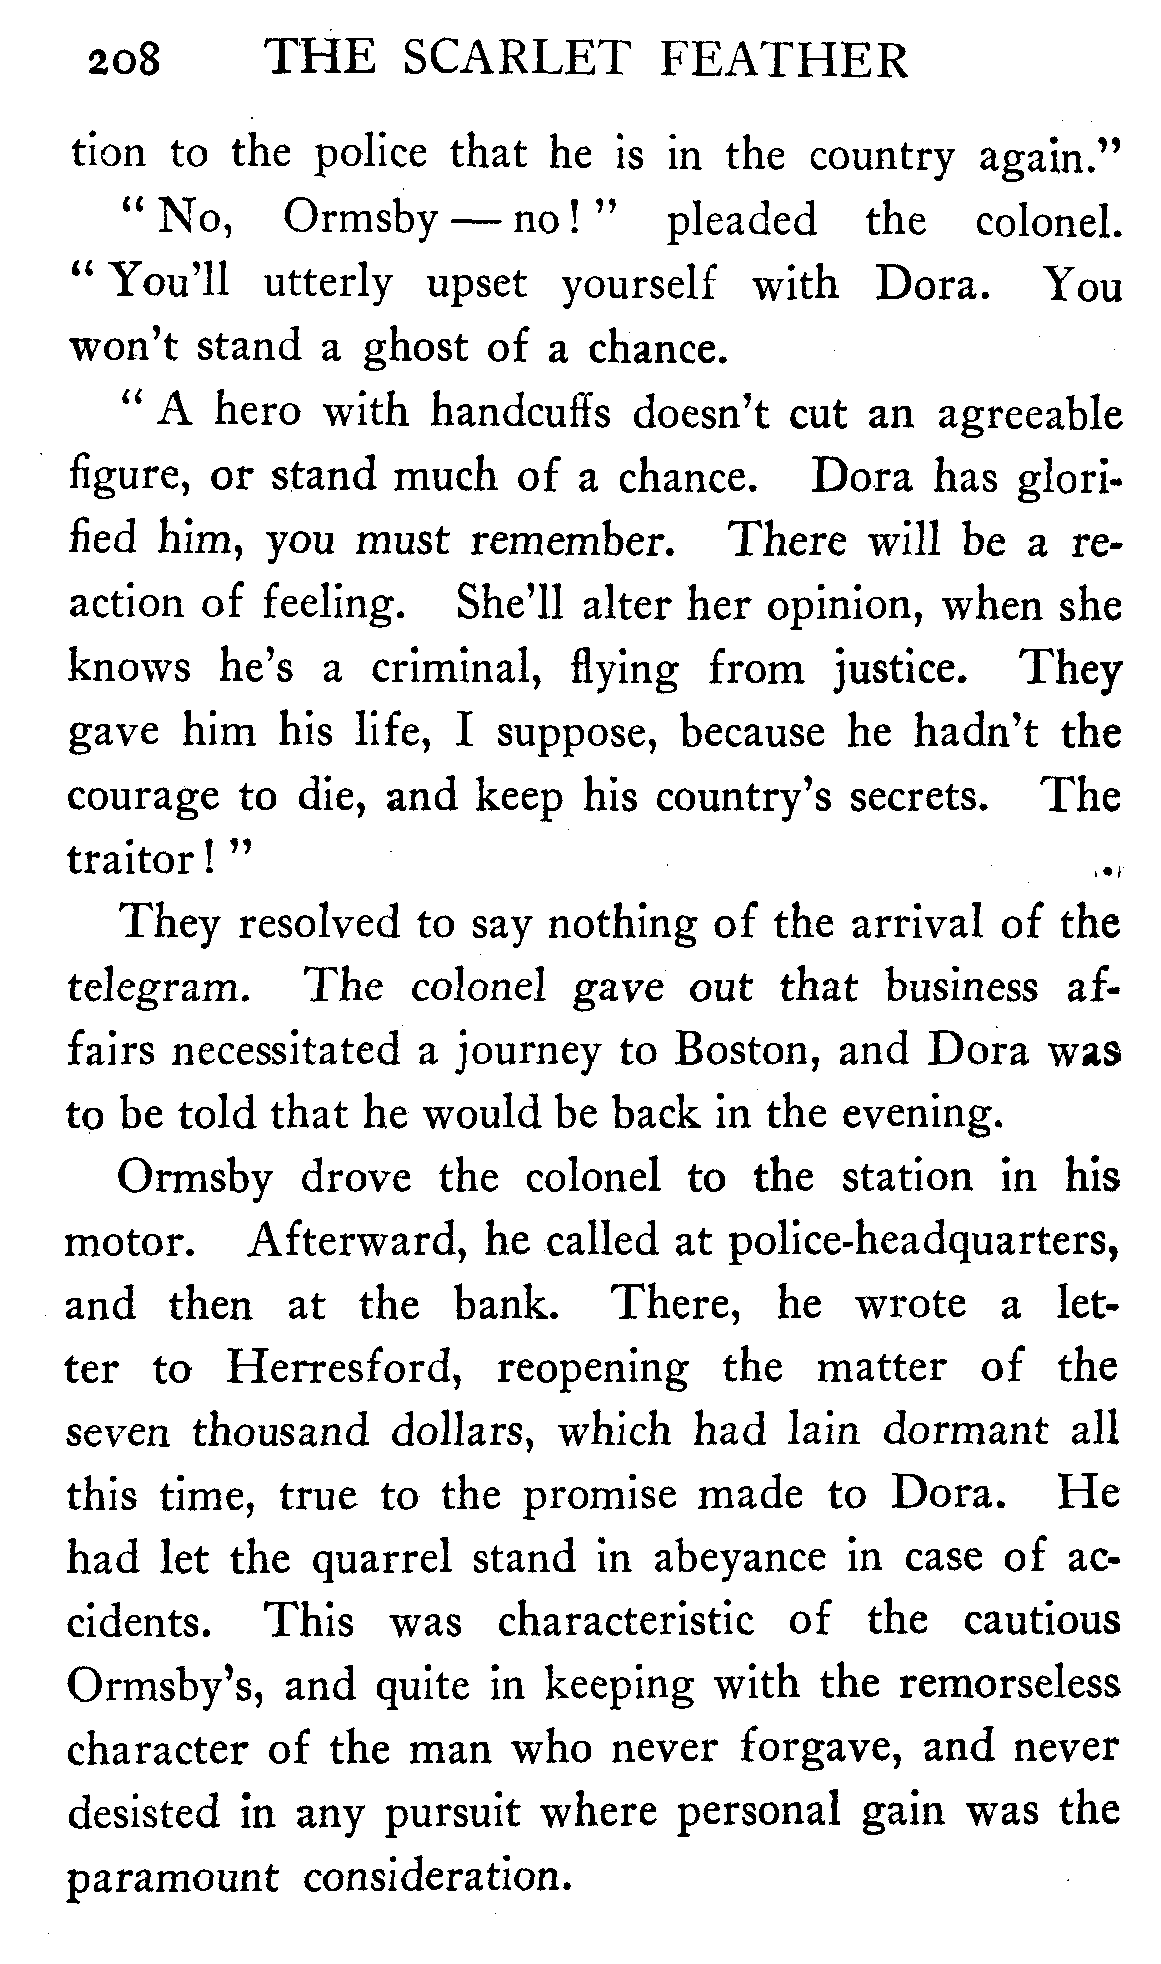 208 THE SCARLET FEATHER
tion to the police that he is in the country again.”
“ No, Ormsby — no ! ” pleaded the colonel.
“ You’ll utterly upset yourself with Dora. You
won’t stand a ghost of a chance.
“ A hero with handcuffs doesn’t cut an agreeable
figure, or stand much of a chance. Dora has glori-
fied him, you must remember. There will be a re-
action of feeling. She’ll alter her opinion, when she
knows he’s a criminal, flying from justice. They
gave him his life, I suppose, because he hadn’t the
courage to die, and keep his country’s secrets. The
traitor ! ”
They resolved to say nothing of the arrival of the
telegram. The colonel gave out that business af-
fairs necessitated a journey to Boston, and Dora was
to be told that he would be back in the evening.
Ormsby drove the colonel to the station in his
motor. Afterward, he called at police-headquarters,
and then at the bank. There, he wrote a let-
ter to Herresford, reopening the matter of the
seven thousand dollars, which had lain dormant all
this time, true to the promise made to Dora. He
had let the quarrel stand in abeyance in case of ac-
cidents. This was characteristic of the cautious
Ormsby’s, and quite in keeping with the remorseless
character of the man who never forgave, and never
desisted in any pursuit where personal gain was the
paramount consideration.